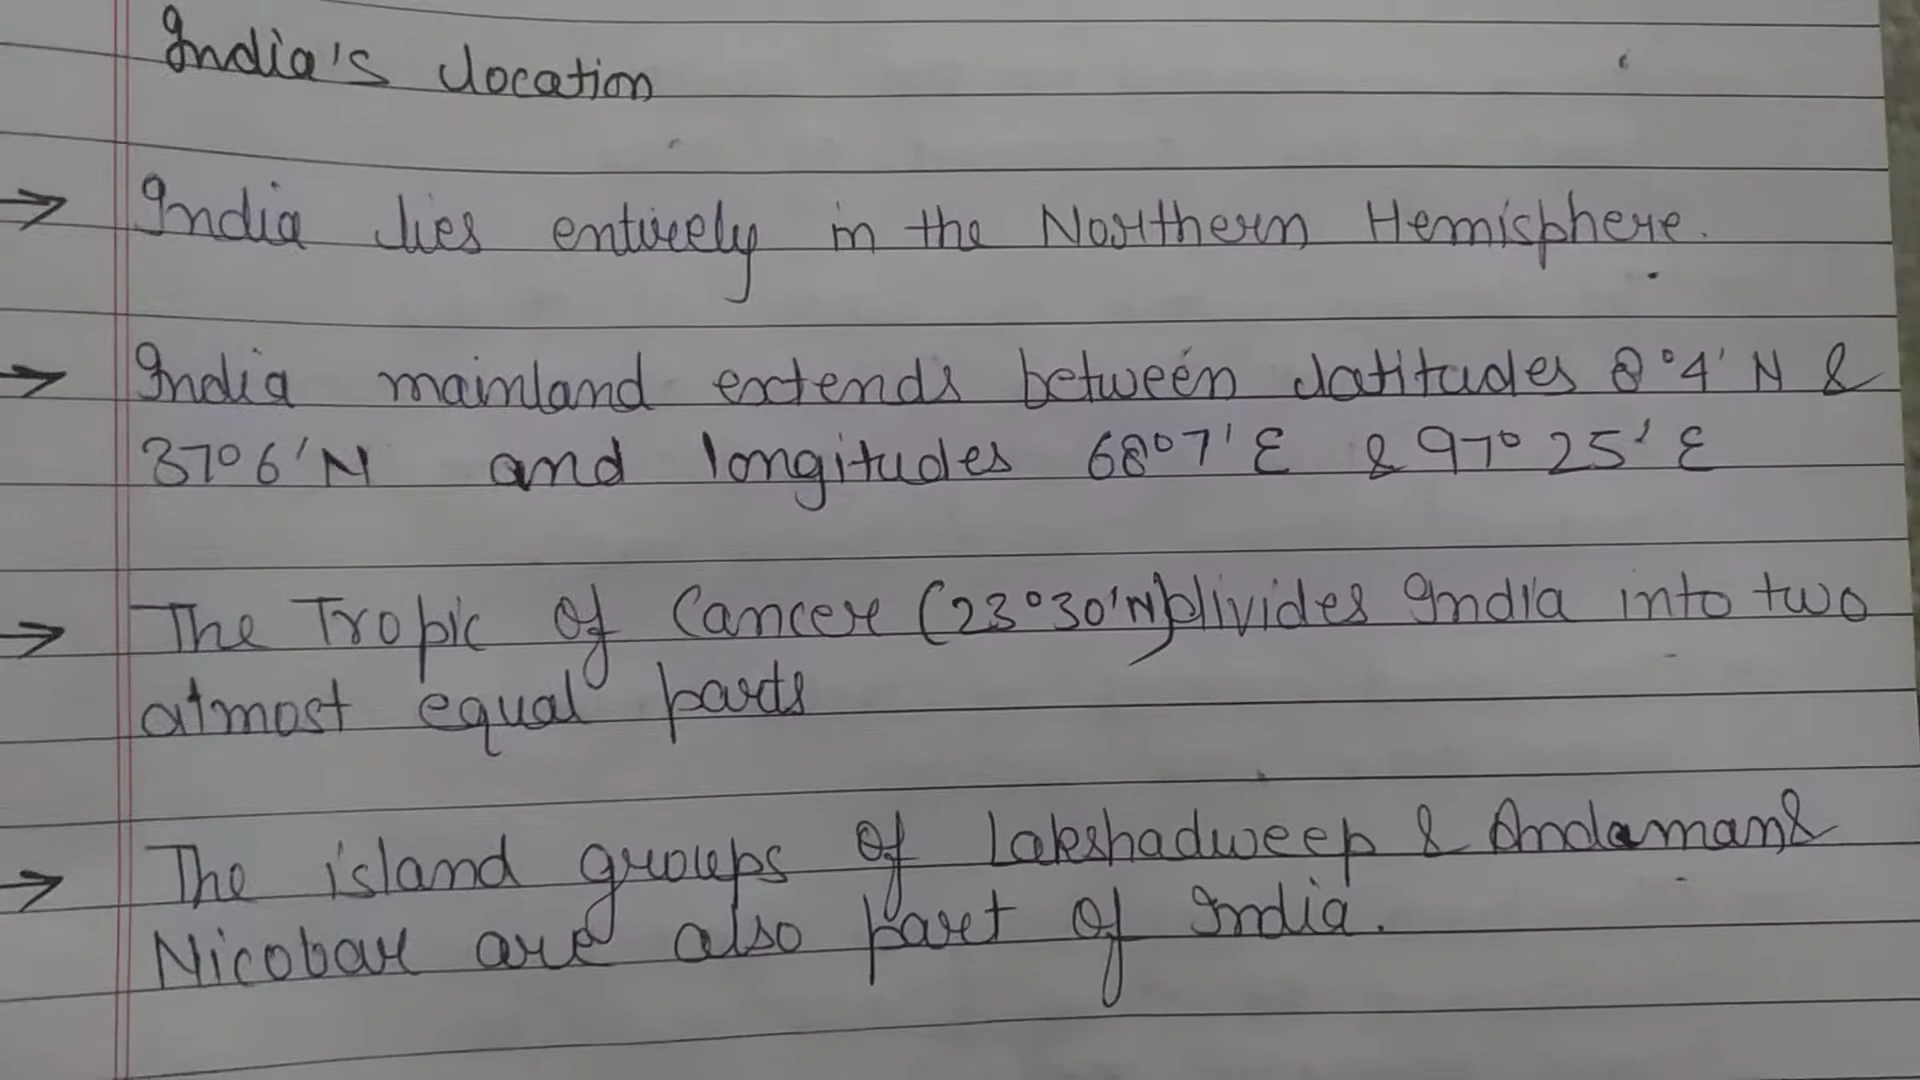 India's location
→ India lies entirely in the Northern Hemisphere.
→ India mainland extends between latitudes 8°4' N &
37°6' N and longitudes 68°7' E & 97° 25' E
→ The Tropic of Cancer (23°30'N) divides India into two
almost equal parts
→ The island groups of Lakshadweep & Andaman &
Nicobar are also part of India.